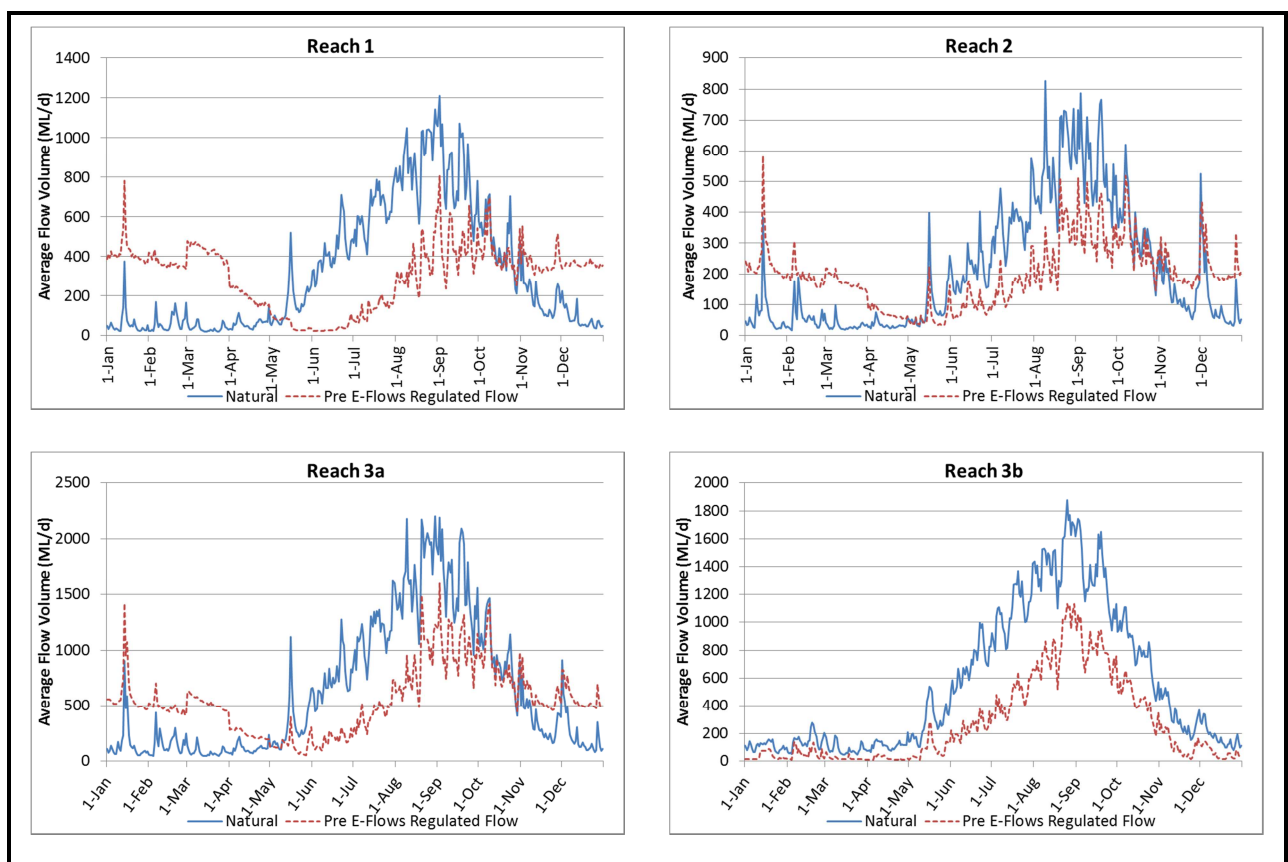 Reach 1
Average Flow Volume (ML/d)
1400
1200
1000
800
600
400
200
0
1-Jan
1-Feb
1-Mar
1-Apr
1-May
1-Jun
1-Jul
1-Aug
1-Sep
1-Oct
1-Nov
1-Dec
Natural Pre E-Flows Regulated Flow
Reach 2
Average Flow Volume (ML/d)
900
800
700
600
500
400
300
200
100
0
1-Jan
1-Feb
1-Mar
1-Apr
1-May
1-Jun
1-Jul
1-Aug
1-Sep
1-Oct
1-Nov
1-Dec
Natural Pre E-Flows Regulated Flow
Reach 3a
Average Flow Volume (ML/d)
2500
2000
1500
1000
500
0
1-Jan
1-Feb
1-Mar
1-Apr
1-May
1-Jun
1-Jul
1-Aug
1-Sep
1-Oct
1-Nov
1-Dec
Natural Pre E-Flows Regulated Flow
Reach 3b
Average Flow Volume (ML/d)
2000
1800
1600
1400
1200
1000
800
600
400
200
0
1-Jan
1-Feb
1-Mar
1-Apr
1-May
1-Jun
1-Jul
1-Aug
1-Sep
1-Oct
1-Nov
1-Dec
Natural Pre E-Flows Regulated Flow